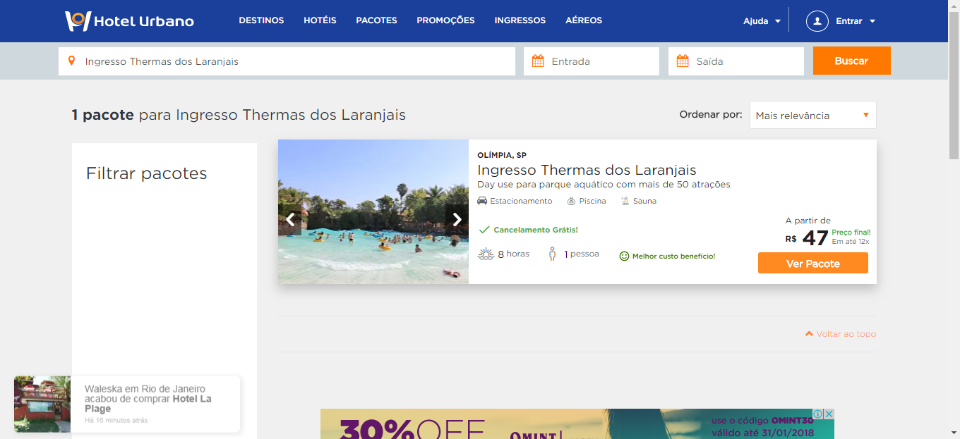 Hotel Urbano
DESTINOS HOTÉIS PACOTES PROMOÇÕES INGRESSOS AÉREOS
Ajuda Entrar
Ingresso Thermas dos Laranjais
Entrada
Saída
Buscar
1 pacote para Ingresso Thermas dos Laranjais
Ordenar por: Mais relevância
Filtrar pacotes
OLÍMPIA, SP
Ingresso Thermas dos Laranjais
Day use para parque aquático com mais de 50 atrações
Estacionamento Piscina Sauna
Cancelamento Grátis!
8 horas 1 pessoa Melhor custo benefício!
A partir de
R$ 47 Preço final!
Em até 12x
Ver Pacote
Voltar ao topo
Waleska em Rio de Janeiro
acabou de comprar Hotel La
Plage
Há 16 minutos atrás
30% OFF
OMINT
use o código OMINT30
válido até 31/01/2018